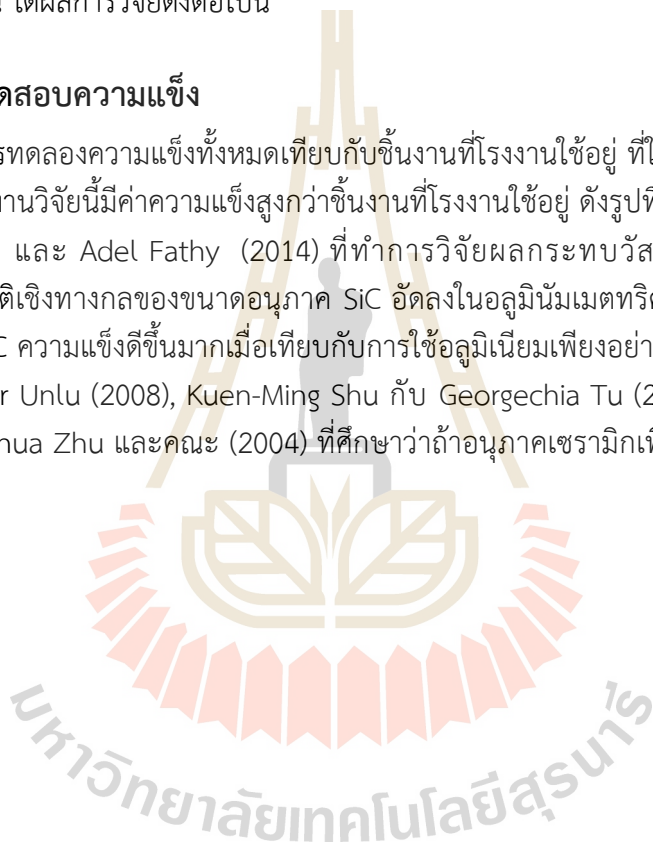 ได้ผลการวิจัยดังต่อไปนี้
ดสอบความแข็ง
รทดลองความแข็งทั้งหมดเทียบกับชิ้นงานที่โรงงานใช้อยู่ ที่ใ
านวิจัยนี้มีค่าความแข็งสูงกว่าชิ้นงานที่โรงงานใช้อยู่ ดังรูปที
และ Adel Fathy (2014) ที่ทำการวิจัยผลกระทบวัส
ติเชิงทางกลของขนาดอนุภาค SiC อัดลงในอลูมินัมเมตทริค
C ความแข็งดีขึ้นมากเมื่อเทียบกับการใช้อลูมิเนียมเพียงอย่า
r Unlu (2008), Kuen-Ming Shu กับ Georgechia Tu (2
hua Zhu และคณะ (2004) ที่ศึกษาว่าถ้าอนุภาคเซรามิกเพิ
มหาวิทยาลัยเทคโนโลยีสุรนารี